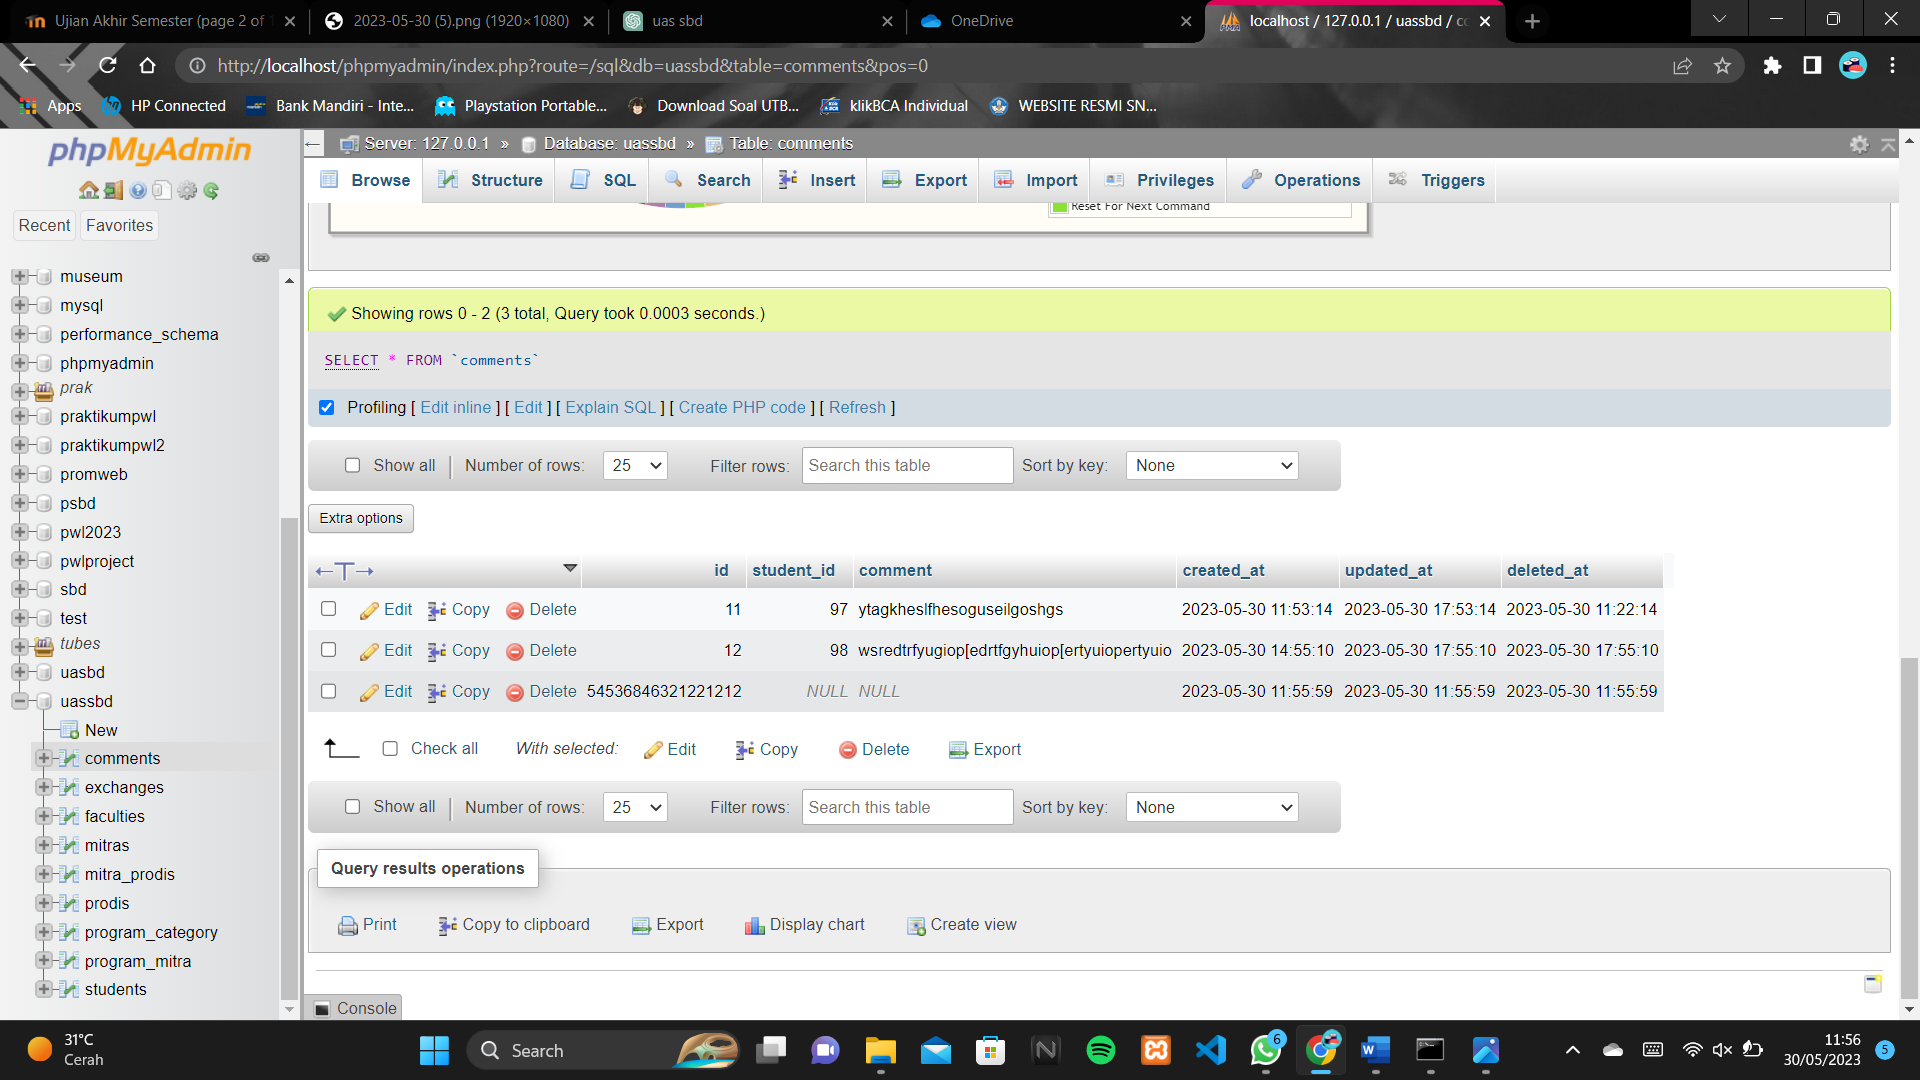 Ujian Akhir Semester (page 2 of 1
2023-05-30 (5).png (1920×1080)
uas sbd
OneDrive
localhost / 127.0.0.1 / uassbd / co
http://localhost/phpmyadmin/index.php?route=/sql&db=uassbd&table=comments&pos=0
Apps
HP Connected
Bank Mandiri - Inte...
Playstation Portable...
Download Soal UTB...
klikBCA Individual
WEBSITE RESMI SN...
phpMyAdmin
Recent
Favorites
museum
mysql
performance_schema
phpmyadmin
prak
praktikumpwl
praktikumpwl2
promweb
psbd
pwl2023
pwlproject
sbd
test
tubes
uasbd
uassbd
New
comments
exchanges
faculties
mitras
mitra_prodis
prodis
program_category
program_mitra
students
Server: 127.0.0.1 » Database: uassbd » Table: comments
Browse Structure SQL Search Insert Export Import Privileges Operations Triggers
Reset For Next Command
Showing rows 0 - 2 (3 total, Query took 0.0003 seconds.)
SELECT * FROM `comments`
Profiling [ Edit inline ] [ Edit ] [ Explain SQL ] [ Create PHP code ] [ Refresh ]
Show all | Number of rows: 25 Filter rows: Search this table Sort by key: None
Extra options
id student_id comment created_at updated_at deleted_at
Edit Copy Delete 11 97 ytagkheslfhesoguseilgoshgs 2023-05-30 11:53:14 2023-05-30 17:53:14 2023-05-30 11:22:14
Edit Copy Delete 12 98 wsredtrfyugiop[edrtfgyhuiop[ertyuiopertyuio 2023-05-30 14:55:10 2023-05-30 17:55:10 2023-05-30 17:55:10
Edit Copy Delete 54536846321221212 NULL NULL 2023-05-30 11:55:59 2023-05-30 11:55:59 2023-05-30 11:55:59
Check all With selected: Edit Copy Delete Export
Show all | Number of rows: 25 Filter rows: Search this table Sort by key: None
Query results operations
Print Copy to clipboard Export Display chart Create view
Console
31°C
Cerah
Search
6
11:56
30/05/2023
5